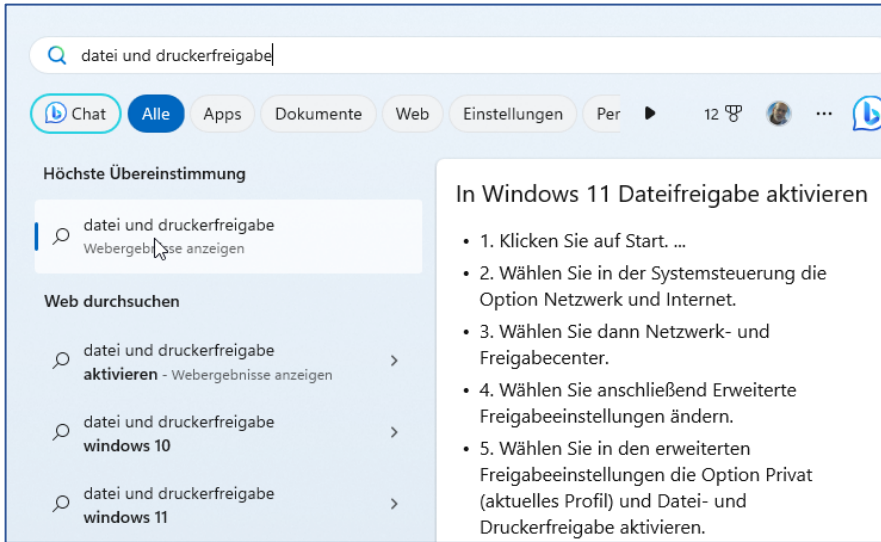 datei und druckerfreigabe
Chat
Alle
Apps
Dokumente
Web
Einstellungen
Per
12
Höchste Übereinstimmung
datei und druckerfreigabe
Webergebnisse anzeigen
Web durchsuchen
datei und druckerfreigabe
aktivieren - Webergebnisse anzeigen
datei und druckerfreigabe
windows 10
datei und druckerfreigabe
windows 11
In Windows 11 Dateifreigabe aktivieren
• 1. Klicken Sie auf Start. ...
• 2. Wählen Sie in der Systemsteuerung die
Option Netzwerk und Internet.
• 3. Wählen Sie dann Netzwerk- und
Freigabecenter.
• 4. Wählen Sie anschließend Erweiterte
Freigabeeinstellungen ändern.
• 5. Wählen Sie in den erweiterten
Freigabeeinstellungen die Option Privat
(aktuelles Profil) und Datei- und
Druckerfreigabe aktivieren.